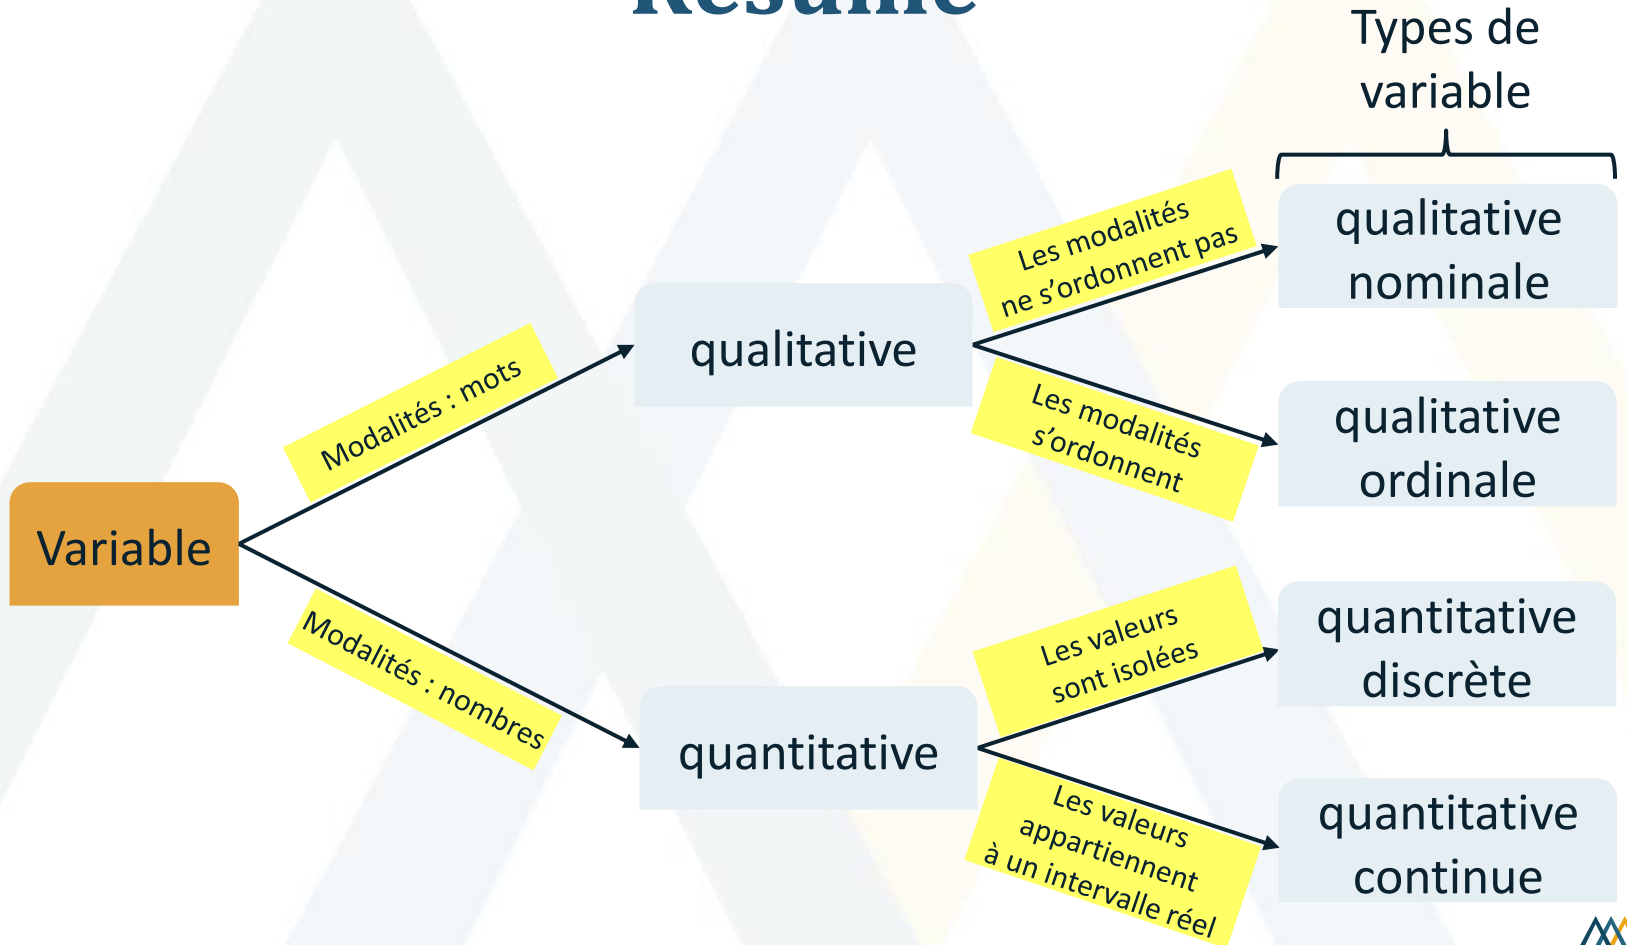 Résumé
Types de
variable
Les modalités
ne s’ordonnent pas
qualitative
nominale
Modalités : mots
qualitative
Les modalités
s’ordonnent
qualitative
ordinale
Variable
Modalités : nombres
quantitative
Les valeurs
sont isolées
quantitative
discrète
Les valeurs
appartiennent
à un intervalle réel
quantitative
continue